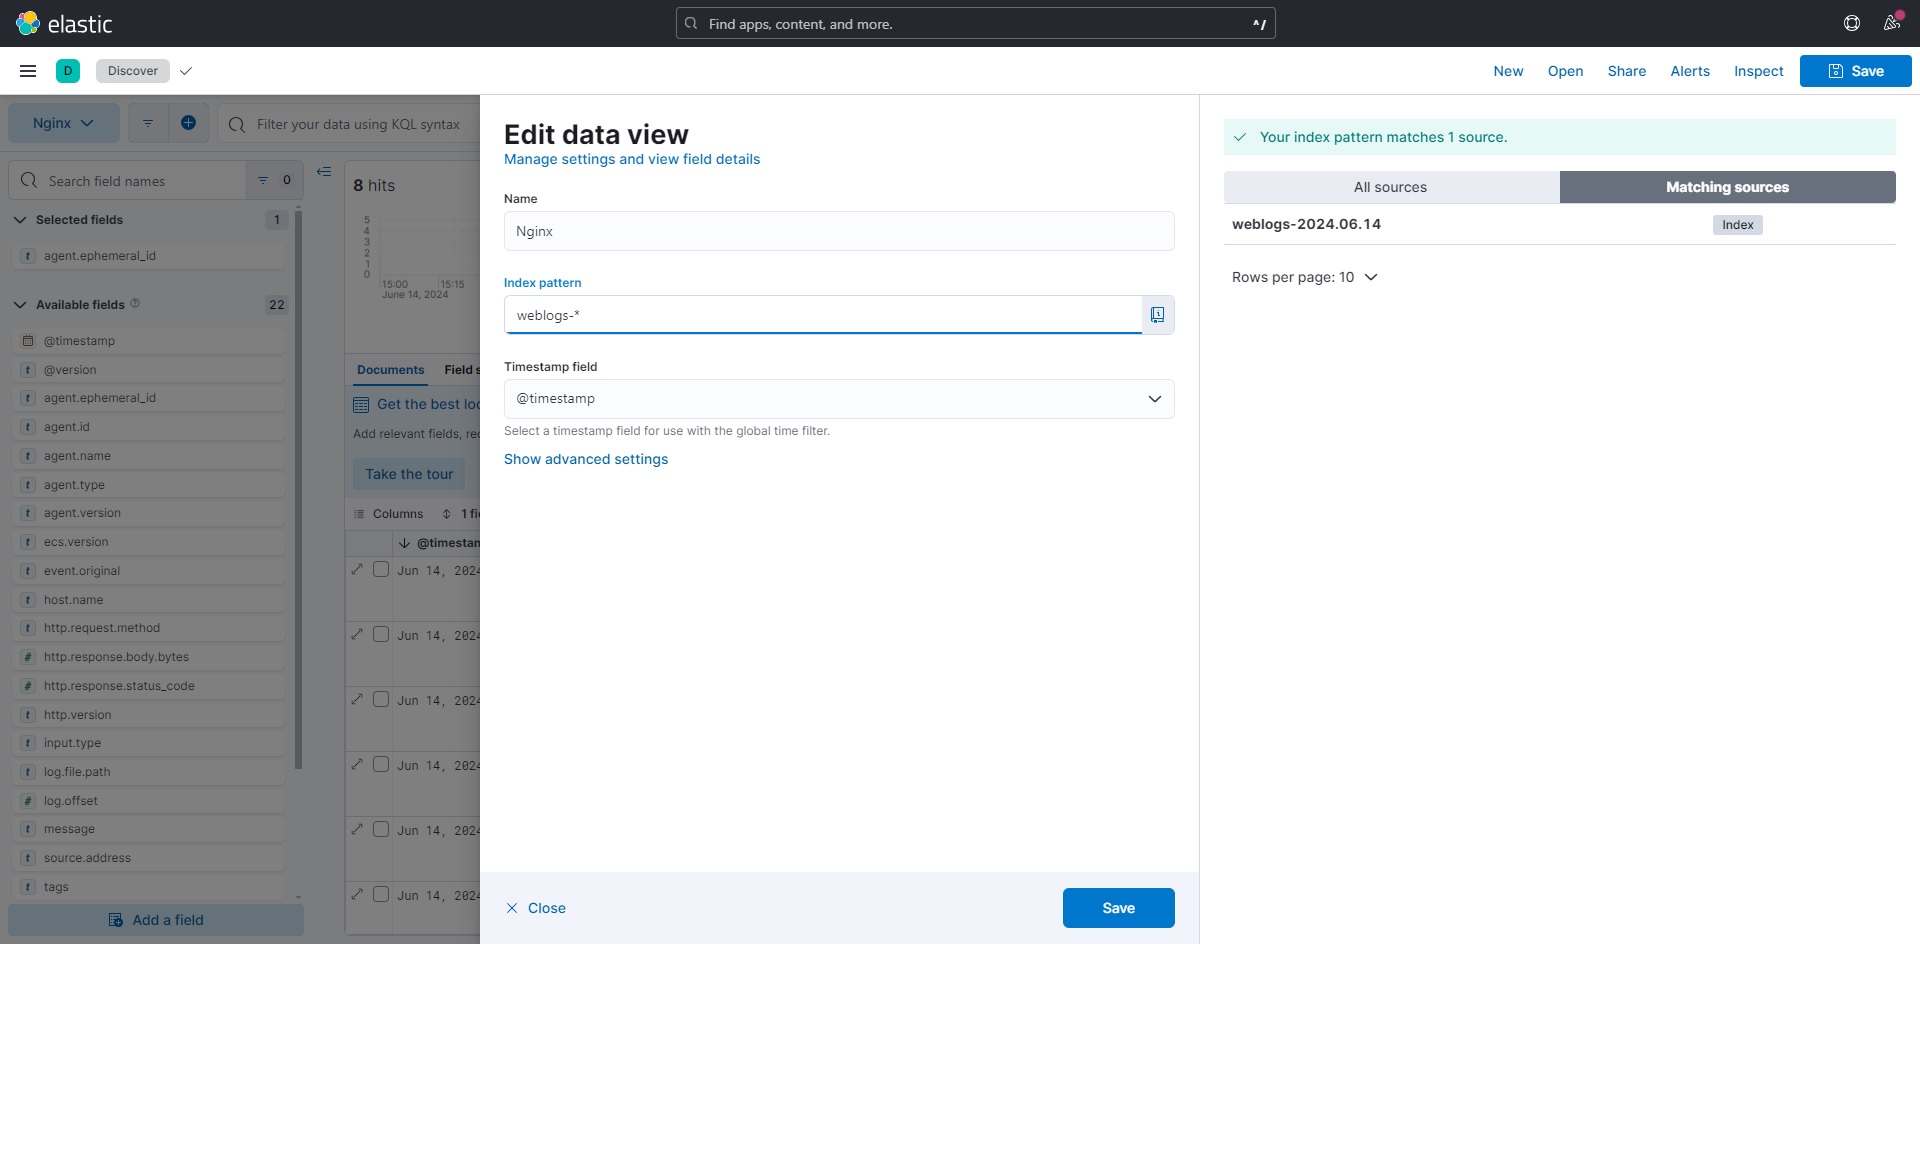 elastic
Find apps, content, and more.
^/
D
Discover
New
Open
Share
Alerts
Inspect
Save
Nginx
Filter your data using KQL syntax
Search field names
0
Selected fields
1
agent.ephemeral_id
Available fields
22
@timestamp
@version
agent.ephemeral_id
agent.id
agent.name
agent.type
agent.version
ecs.version
event.original
host.name
http.request.method
http.response.body.bytes
http.response.status_code
http.version
input.type
log.file.path
log.offset
message
source.address
tags
Add a field
8 hits
5
4
3
2
1
0
15:00
15:15
June 14, 2024
Documents
Field s
Get the best loo
Add relevant fields, reo
Take the tour
Columns
1 fi
@timestan
Jun 14, 2024
Jun 14, 2024
Jun 14, 2024
Jun 14, 2024
Jun 14, 2024
Jun 14, 2024
Edit data view
Manage settings and view field details
Name
Nginx
Index pattern
weblogs-*
Timestamp field
@timestamp
Select a timestamp field for use with the global time filter.
Show advanced settings
Close
Save
Your index pattern matches 1 source.
All sources
Matching sources
weblogs-2024.06.14
Index
Rows per page: 10